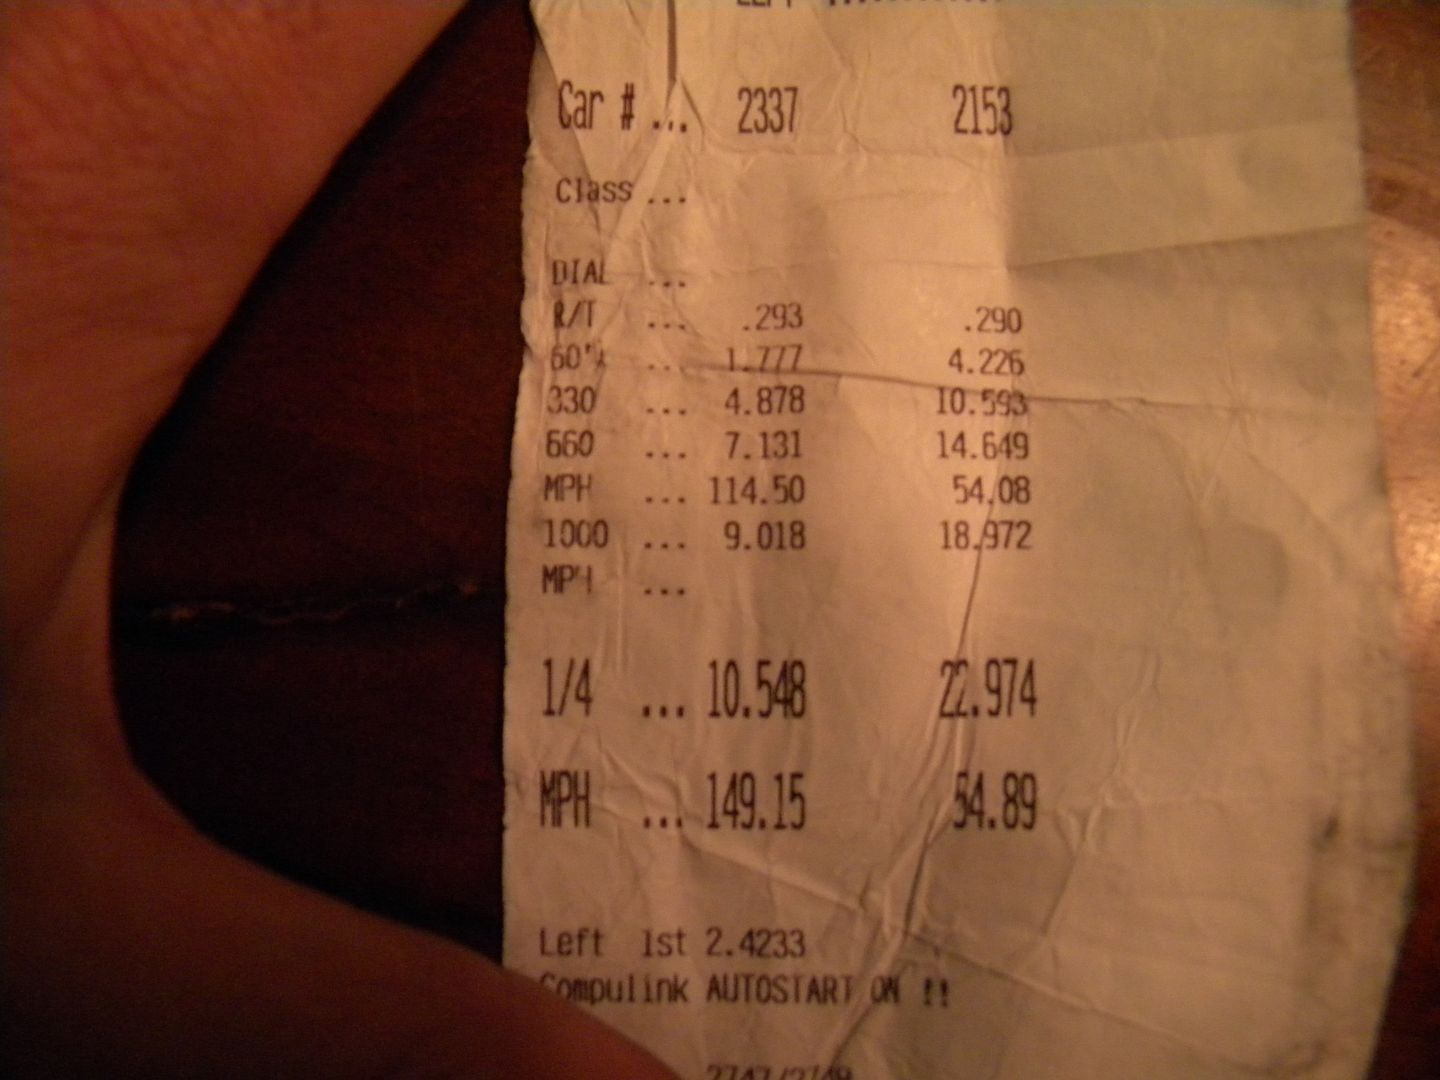 Car # ... 2337 2153
Class ...
DIAL ...
R/T ... .293 .290
60' ... 1.777 4.226
330 ... 4.878 10.593
660 ... 7.131 14.649
MPH ... 114.50 54.08
1000 ... 9.018 18.972
MPH ...
1/4 ... 10.548 22.974
MPH ... 149.15 54.89
Left 1st 2.4233
Compulink AUTOSTART ON !!